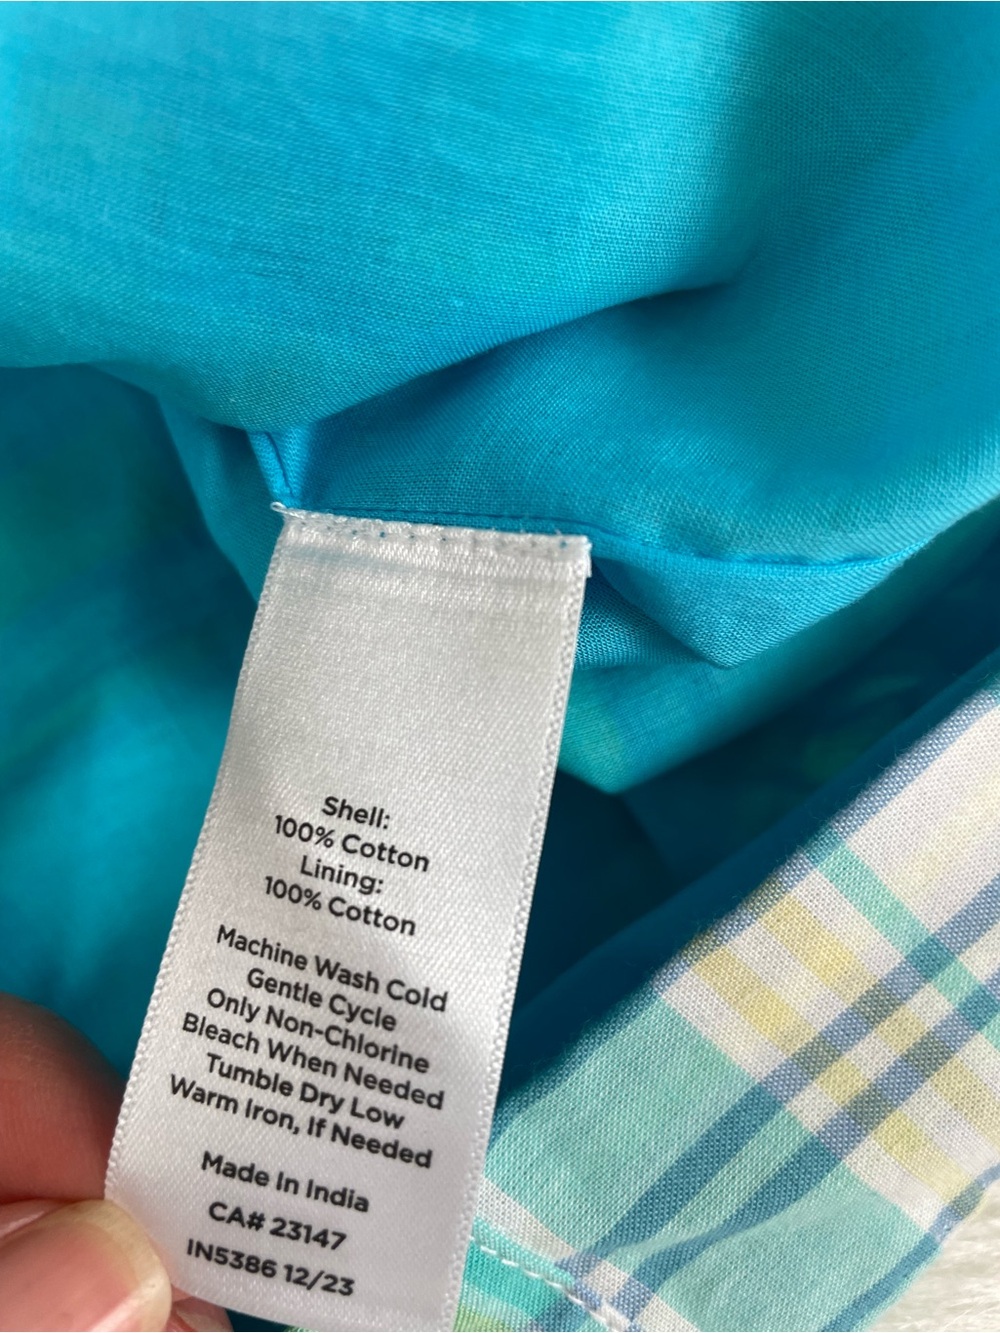 Shell:
100% Cotton
Lining:
100% Cotton
Machine Wash Cold
Gentle Cycle
Only Non-Chlorine
Bleach When Needed
Tumble Dry Low
Warm Iron, If Needed
Made In India
CA# 23147
IN5386 12/23